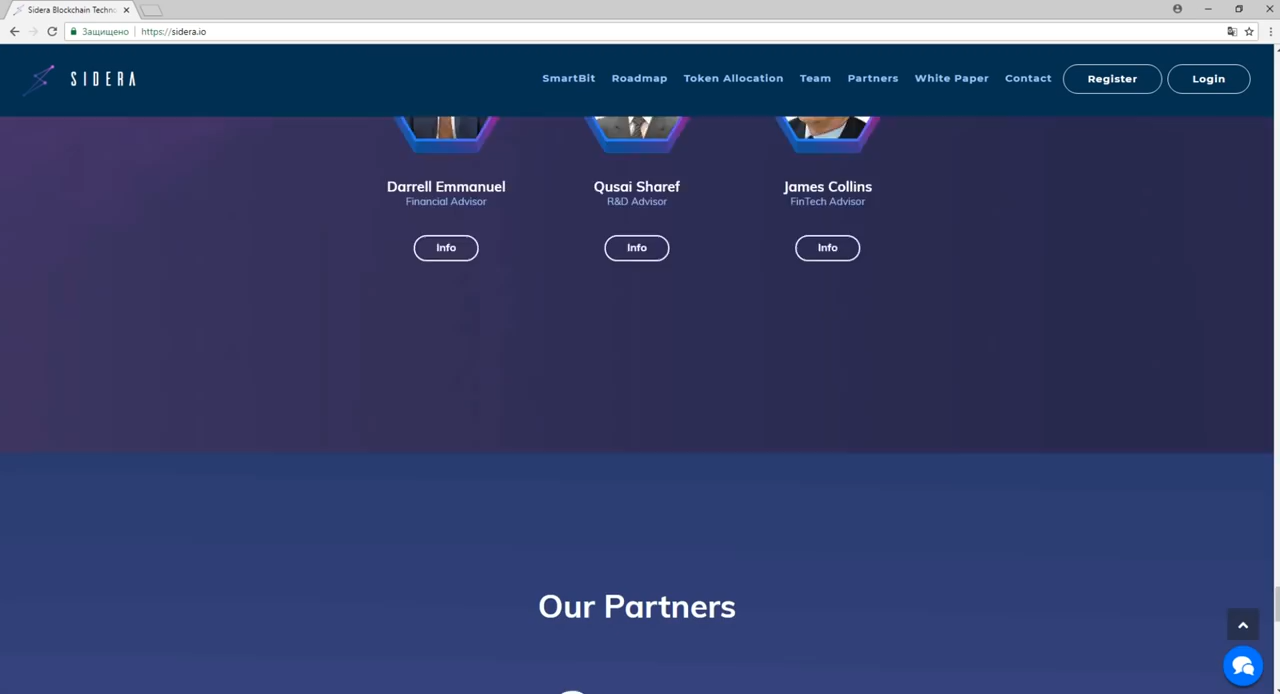 Sidera Blockchain Techno
Защищено
https://sidera.io
SIDERA
SmartBit
Roadmap
Token Allocation
Team
Partners
White Paper
Contact
Register
Login
Darrell Emmanuel
Qusai Sharef
James Collins
Financial Advisor
R&D Advisor
FinTech Advisor
Info
Info
Info
Our Partners